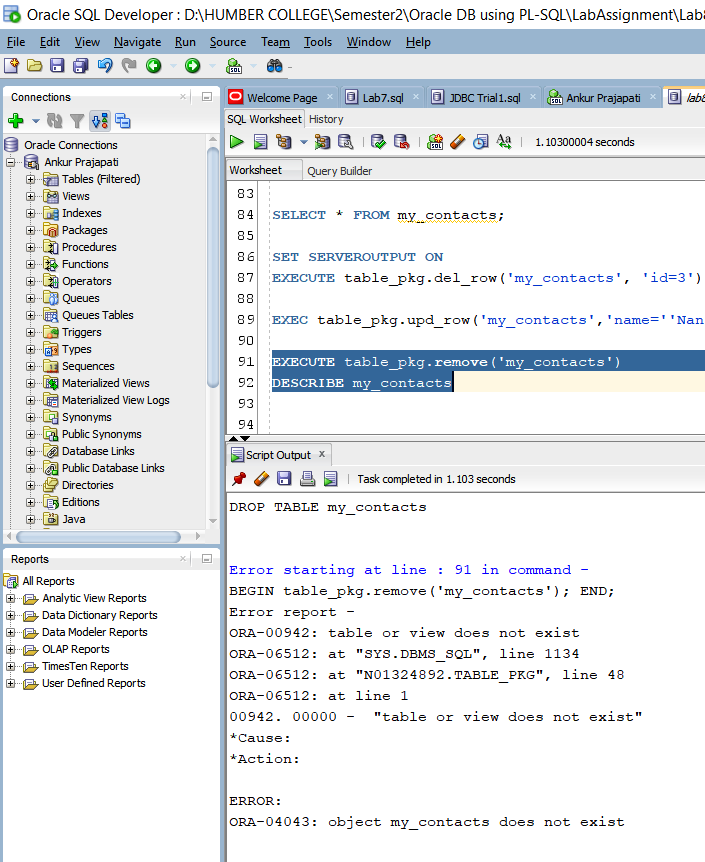 Oracle SQL Developer : D:\HUMBER COLLEGE\Semester2\Oracle DB using PL-SQL\LabAssignment\Lab8
File Edit View Navigate Run Source Team Tools Window Help
Connections
Oracle Connections
Ankur Prajapati
Tables (Filtered)
Views
Indexes
Packages
Procedures
Functions
Operators
Queues
Queues Tables
Triggers
Types
Sequences
Materialized Views
Materialized View Logs
Synonyms
Public Synonyms
Database Links
Public Database Links
Directories
Editions
Java
Reports
All Reports
Analytic View Reports
Data Dictionary Reports
Data Modeler Reports
OLAP Reports
TimesTen Reports
User Defined Reports
Welcome Page Lab7.sql JDBC Trial1.sql Ankur Prajapati lab8
SQL Worksheet History
1.10300004 seconds
Worksheet Query Builder
83
84 SELECT * FROM my_contacts;
85
86 SET SERVEROUTPUT ON
87 EXECUTE table_pkg.del_row('my_contacts', 'id=3')
88
89 EXEC table_pkg.upd_row('my_contacts','name=''Nan
90
91 EXECUTE table_pkg.remove('my_contacts')
92 DESCRIBE my_contacts
93
94
Script Output
Task completed in 1.103 seconds
DROP TABLE my_contacts
Error starting at line : 91 in command -
BEGIN table_pkg.remove('my_contacts'); END;
Error report -
ORA-00942: table or view does not exist
ORA-06512: at "SYS.DBMS_SQL", line 1134
ORA-06512: at "N01324892.TABLE_PKG", line 48
ORA-06512: at line 1
00942. 00000 - "table or view does not exist"
*Cause:
*Action:
ERROR:
ORA-04043: object my_contacts does not exist